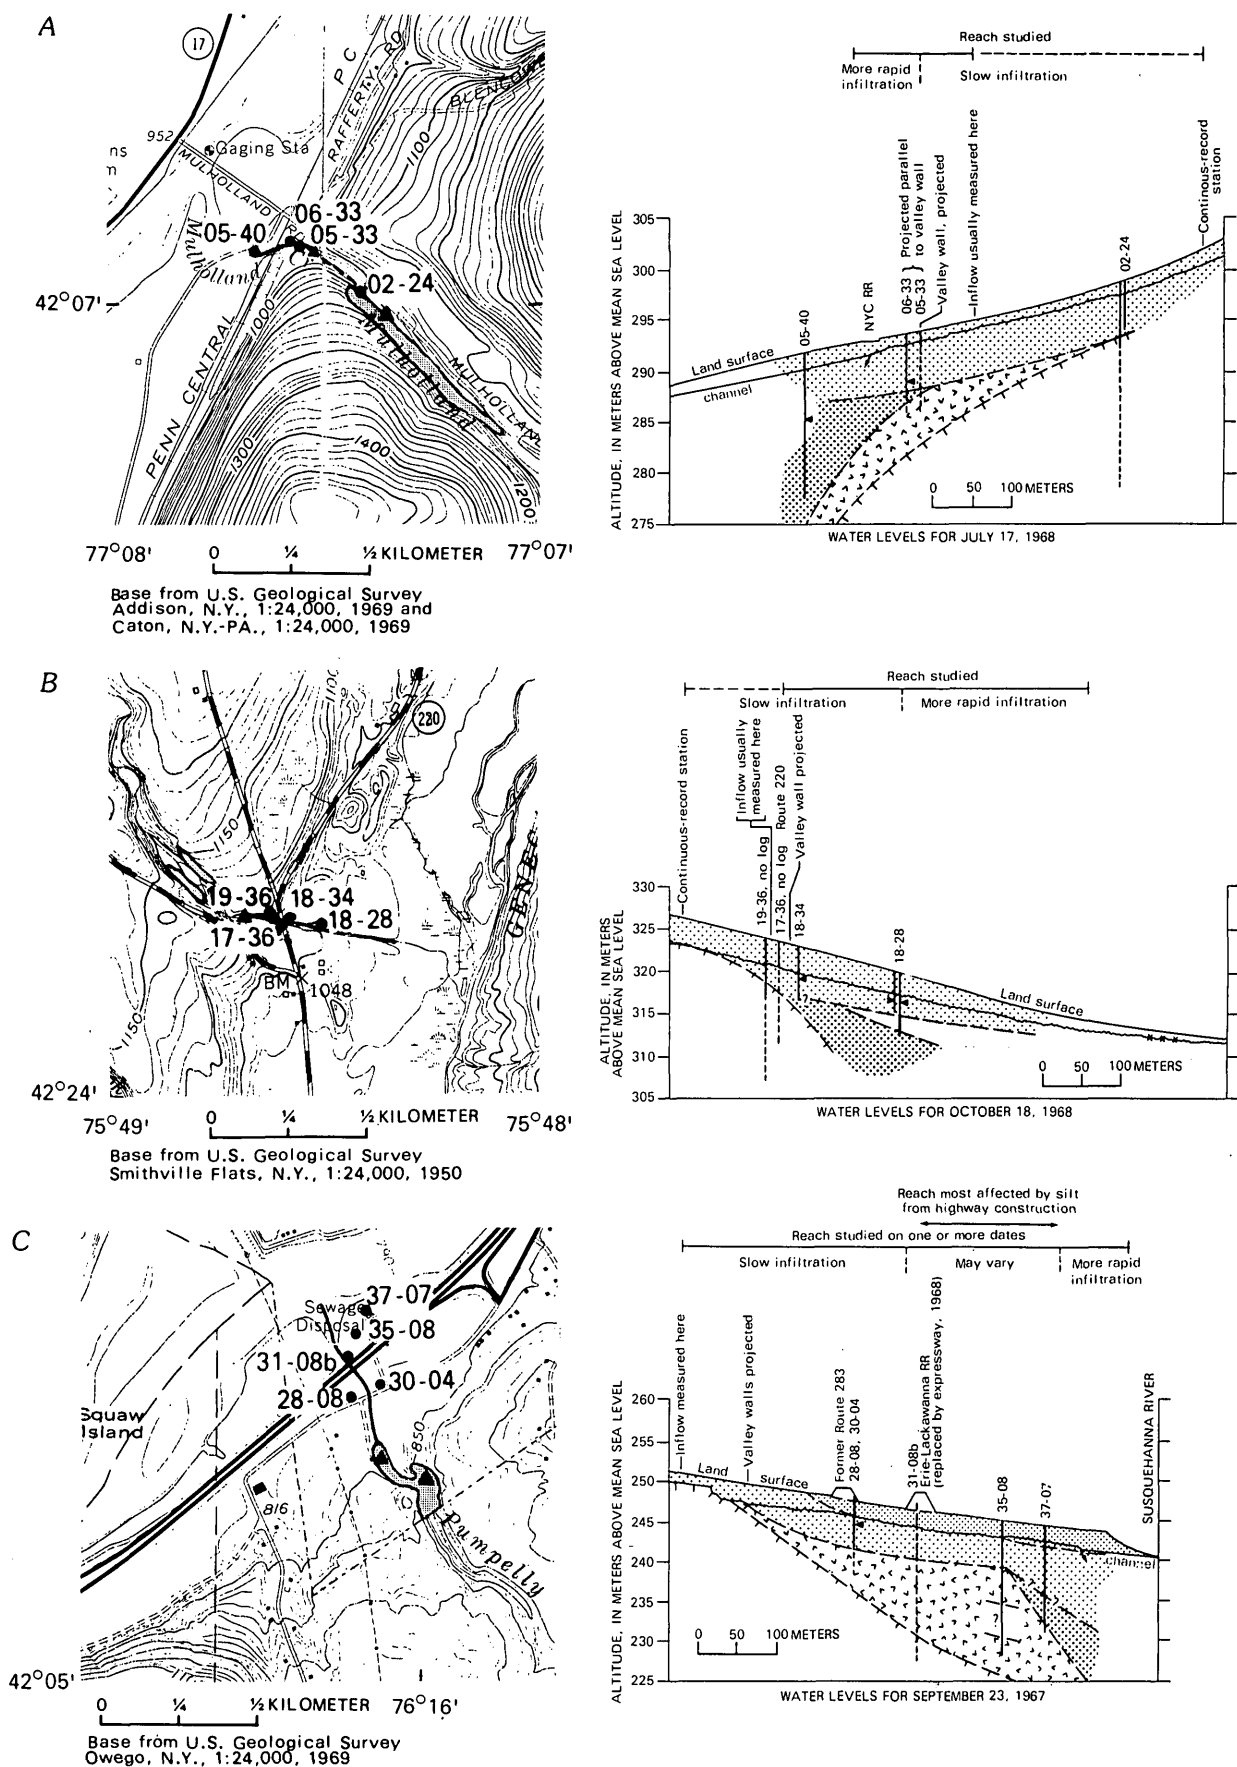 A
17
P C
RAFFERTY RD
1100
952
Gaging Sta
MULHOLLAND RD
06-33
05-40
05-33
Mulholland
02-24
42°07'
PENN CENTRAL
1000
Mulholland
MULHOLLAND
1300
1400
1200
77°08'
0 ¼ ½ KILOMETER
77°07'
Base from U.S. Geological Survey
Addison, N.Y., 1:24,000, 1969 and
Caton, N.Y.-PA., 1:24,000, 1969
Reach studied
More rapid
infiltration
Slow infiltration
05-40
NYC RR
06-33
05-33
Projected parallel
to valley wall
Valley wall, projected
Inflow usually measured here
02-24
Continous-record
station
ALTITUDE, IN METERS ABOVE MEAN SEA LEVEL
305
300
295
290
285
280
275
Land surface
channel
0 50 100 METERS
WATER LEVELS FOR JULY 17, 1968
B
1100
220
1150
19-36
18-34
18-28
17-36
BM
1048
1150
42°24'
75°49'
0 ¼ ½ KILOMETER
75°48'
Base from U.S. Geological Survey
Smithville Flats, N.Y., 1:24,000, 1950
Reach studied
Slow infiltration
More rapid infiltration
Continuous-record station
Inflow usually
measured here
19-36, no log
17-36, no log
Route 220
18-34
Valley wall projected
18-28
ALTITUDE, IN METERS
ABOVE MEAN SEA LEVEL
330
325
320
315
310
305
Land surface
?
0 50 100 METERS
WATER LEVELS FOR OCTOBER 18, 1968
C
37-07
Sewage
Disposal
35-08
31-08b
30-04
28-08
Squaw
Island
850
816
Pumpelly
42°05'
0 ¼ ½ KILOMETER
76°16'
Base from U.S. Geological Survey
Owego, N.Y., 1:24,000, 1969
Reach most affected by silt
from highway construction
Reach studied on one or more dates
Slow infiltration
May vary
More rapid
infiltration
Inflow measured here
Valley walls projected
Former Route 283
28-08, 30-04
31-08b
Erie-Lackawanna RR
(replaced by expressway, 1968)
35-08
37-07
SUSQUEHANNA RIVER
ALTITUDE, IN METERS ABOVE MEAN SEA LEVEL
260
255
250
245
240
235
230
225
Land surface
channel
?
0 50 100 METERS
WATER LEVELS FOR SEPTEMBER 23, 1967